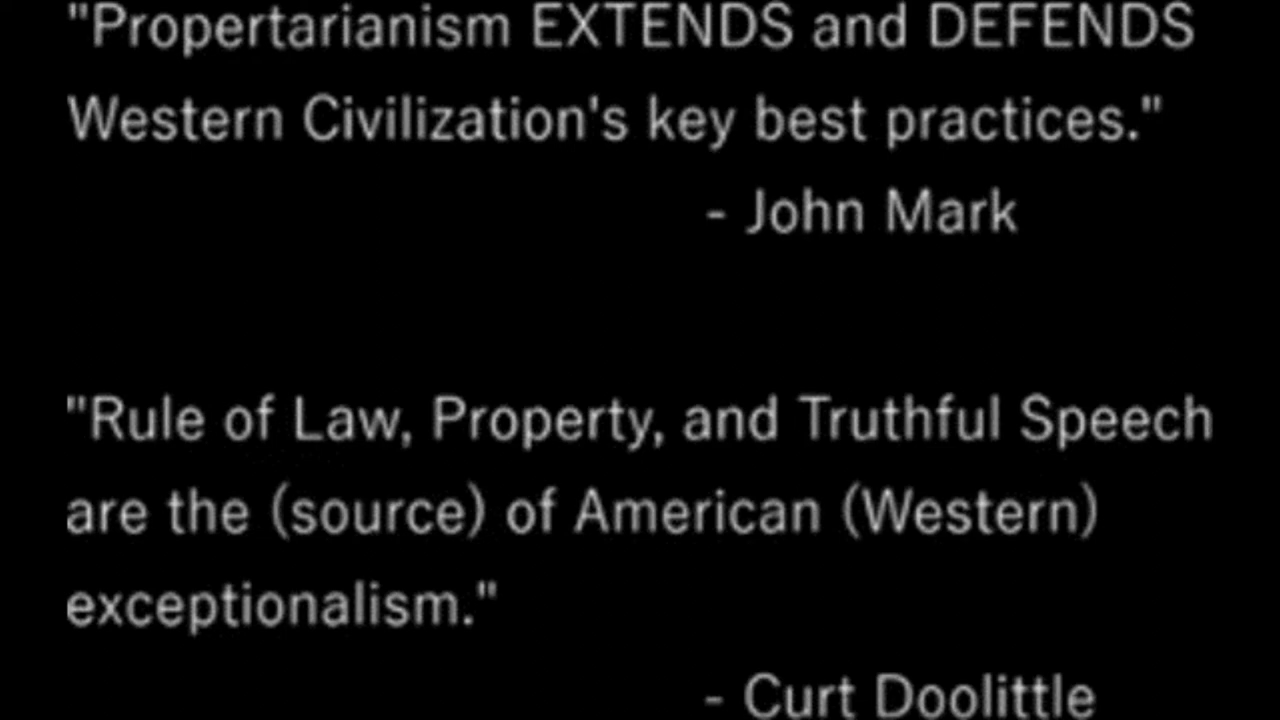 "Propertarianism EXTENDS and DEFENDS
Western Civilization's key best practices."
- John Mark
"Rule of Law, Property, and Truthful Speech
are the (source) of American (Western)
exceptionalism."
- Curt Doolittle